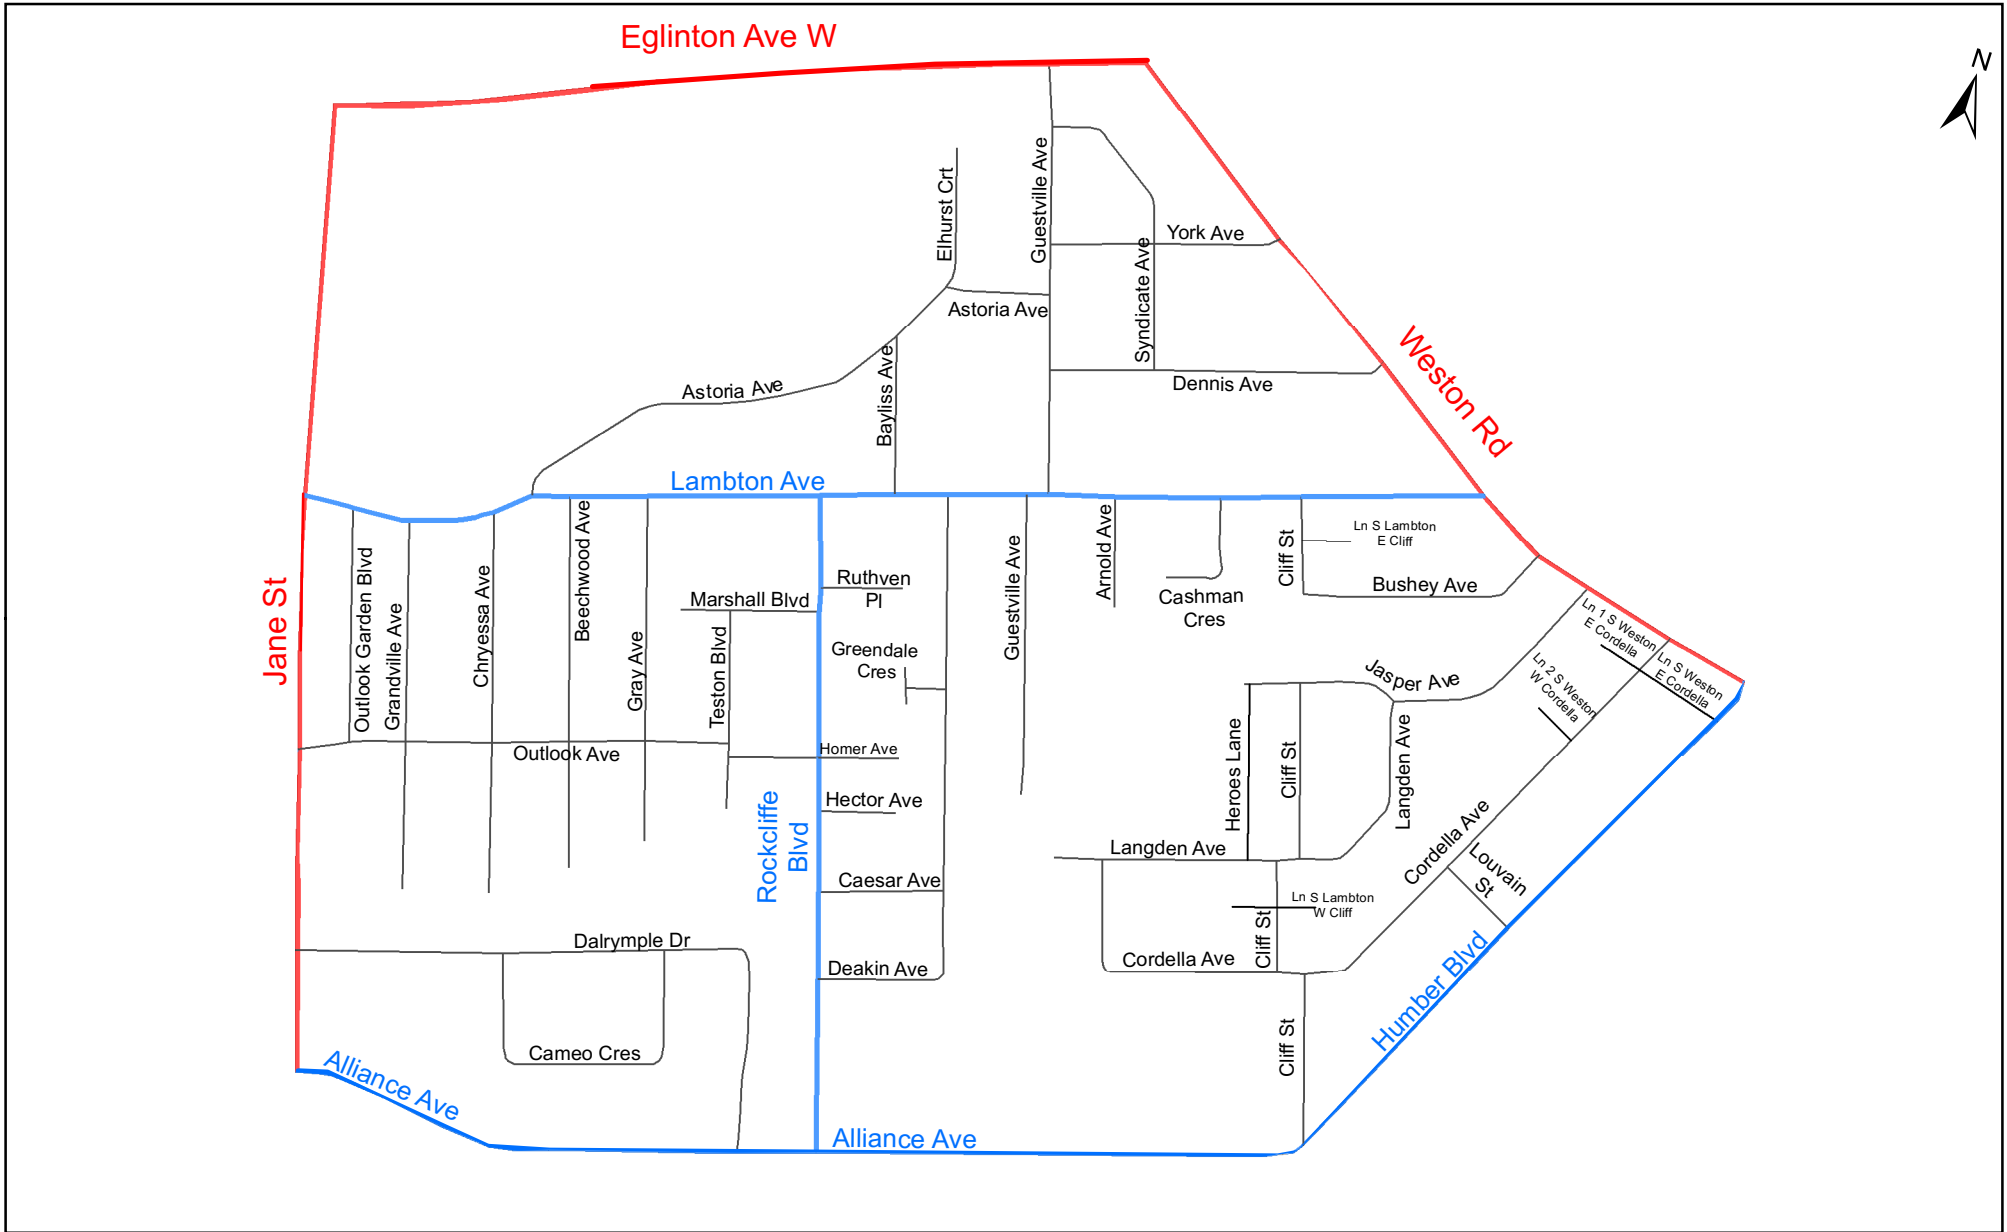 Eglinton Ave W
N
Elhurst Crt
Guestville Ave
York Ave
Syndicate Ave
Astoria Ave
Weston Rd
Astoria Ave
Bayliss Ave
Dennis Ave
Lambton Ave
Jane St
Outlook Garden Blvd
Grandville Ave
Chryessa Ave
Beechwood Ave
Gray Ave
Marshall Blvd
Teston Blvd
Ruthven
Pl
Greendale
Cres
Guestville Ave
Arnold Ave
Cashman
Cres
Cliff St
Ln S Lambton
E Cliff
Bushey Ave
Ln 1 S Weston
E Cordella
Ln S Weston
E Cordella
Ln 2 S Weston
W Cordella
Jasper Ave
Outlook Ave
Homer Ave
Hector Ave
Rockcliffe
Blvd
Heroes Lane
Cliff St
Langden Ave
Langden Ave
Cordella Ave
Louvain
St
Caesar Ave
Ln S Lambton
W Cliff
Cliff St
Dalrymple Dr
Deakin Ave
Cordella Ave
Humber Blvd
Cameo Cres
Cliff St
Alliance Ave
Alliance Ave